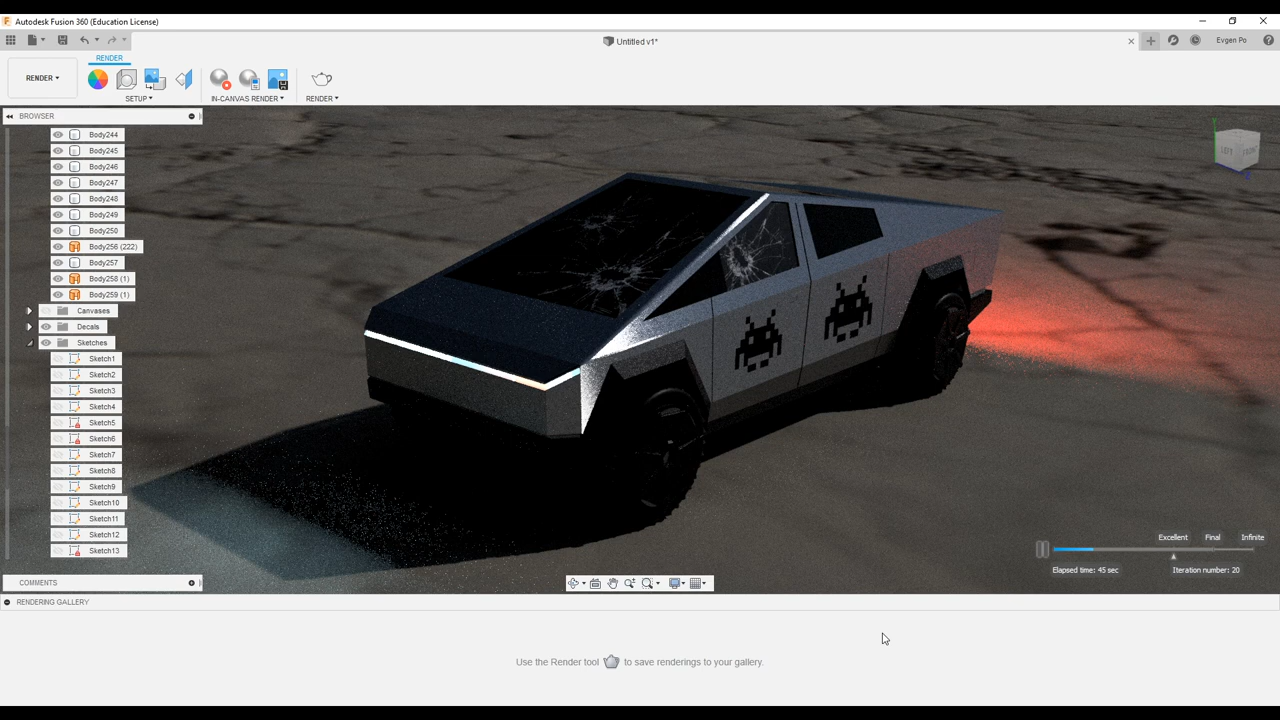 Autodesk Fusion 360 (Education License)
Untitled v1*
Evgen Po
RENDER
RENDER
SETUP
IN-CANVAS RENDER
RENDER
BROWSER
Body244
Body245
Body246
Body247
Body248
Body249
Body250
Body256 (222)
Body257
Body258 (1)
Body259 (1)
Canvases
Decals
Sketches
Sketch1
Sketch2
Sketch3
Sketch4
Sketch5
Sketch6
Sketch7
Sketch8
Sketch9
Sketch10
Sketch11
Sketch12
Sketch13
Excellent Final Infinite
Elapsed time: 45 sec Iteration number: 20
COMMENTS
RENDERING GALLERY
Use the Render tool to save renderings to your gallery.